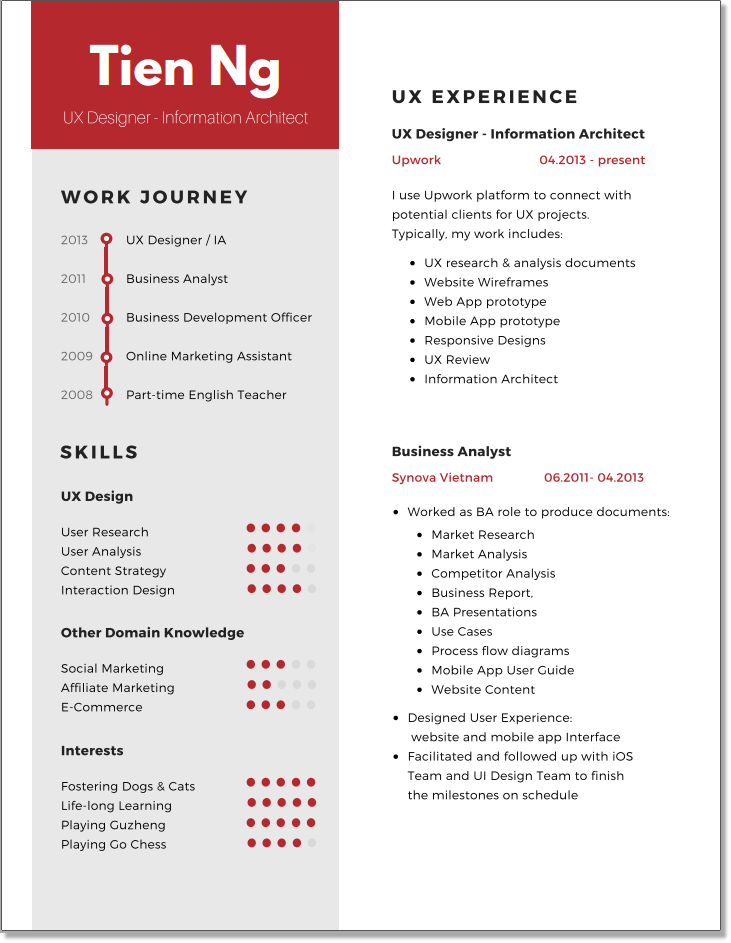 Tien Ng
UX Designer - Information Architect
WORK JOURNEY
2013 UX Designer / IA
2011 Business Analyst
2010 Business Development Officer
2009 Online Marketing Assistant
2008 Part-time English Teacher
SKILLS
UX Design
User Research
User Analysis
Content Strategy
Interaction Design
Other Domain Knowledge
Social Marketing
Affiliate Marketing
E-Commerce
Interests
Fostering Dogs & Cats
Life-long Learning
Playing Guzheng
Playing Go Chess
UX EXPERIENCE
UX Designer - Information Architect
Upwork 04.2013 - present
I use Upwork platform to connect with
potential clients for UX projects.
Typically, my work includes:
• UX research & analysis documents
• Website Wireframes
• Web App prototype
• Mobile App prototype
• Responsive Designs
• UX Review
• Information Architect
Business Analyst
Synova Vietnam 06.2011- 04.2013
• Worked as BA role to produce documents:
• Market Research
• Market Analysis
• Competitor Analysis
• Business Report,
• BA Presentations
• Use Cases
• Process flow diagrams
• Mobile App User Guide
• Website Content
• Designed User Experience:
website and mobile app Interface
• Facilitated and followed up with iOS
Team and UI Design Team to finish
the milestones on schedule